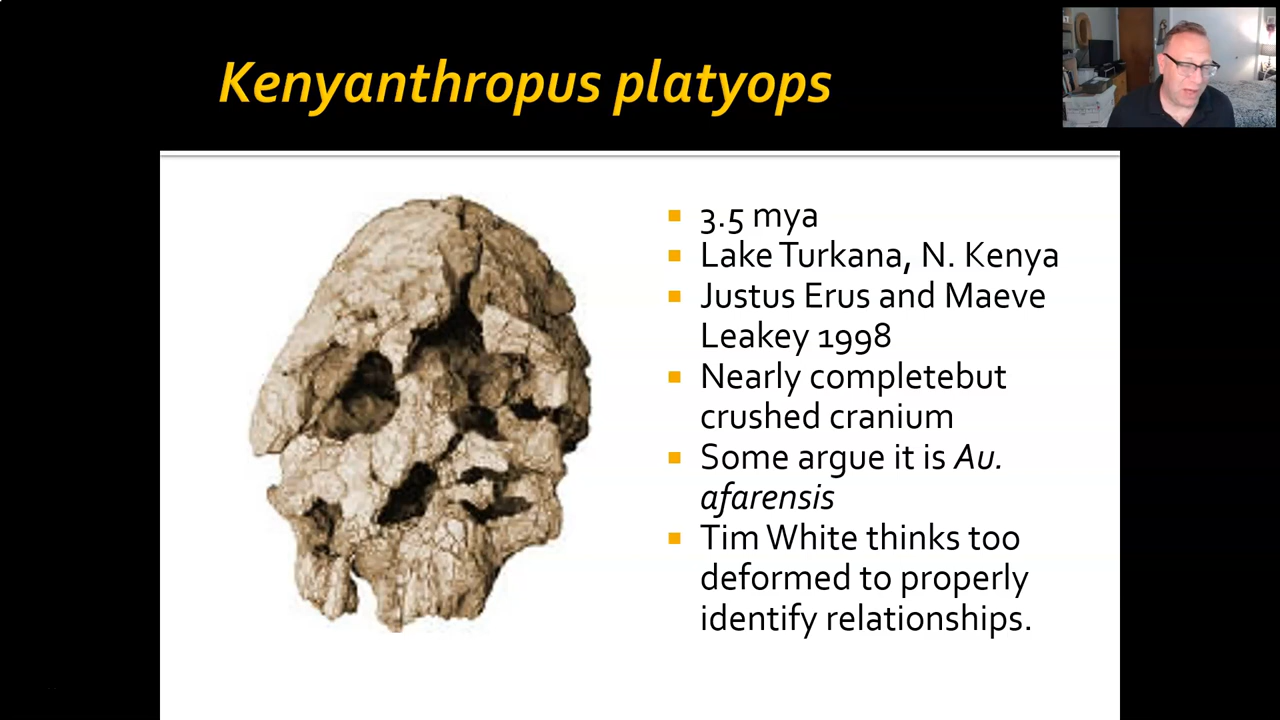 Kenyanthropus platyops
3.5 mya
Lake Turkana, N. Kenya
Justus Erus and Maeve
Leakey 1998
Nearly completebut
crushed cranium
Some argue it is Au.
afarensis
Tim White thinks too
deformed to properly
identify relationships.